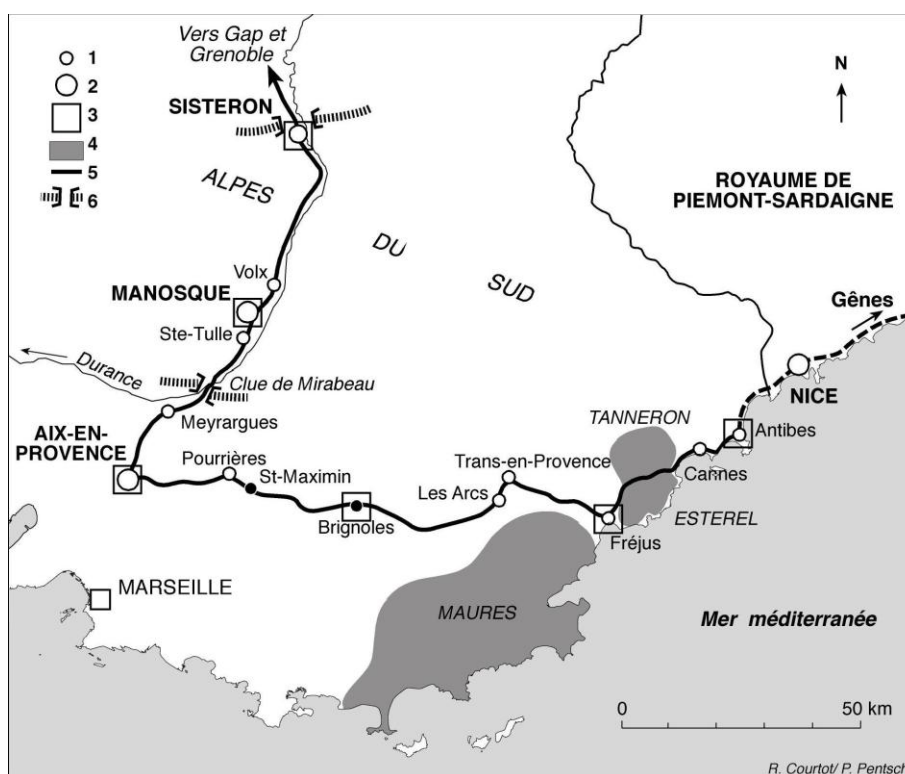 Vers Gap et
Grenoble
1
2
3
4
5
6
SISTERON
N
ALPES
DU
SUD
ROYAUME DE
PIEMONT-SARDAIGNE
Volx
MANOSQUE
Ste-Tulle
Gênes
Durance
Clue de Mirabeau
NICE
Meyrargues
TANNERON
Antibes
AIX-EN-
PROVENCE
Pourrières
St-Maximin
Trans-en-Provence
Cannes
Les Arcs
ESTEREL
Brignoles
Fréjus
MARSEILLE
MAURES
Mer méditerranée
0
50 km
R. Courtot/ P. Pentsch